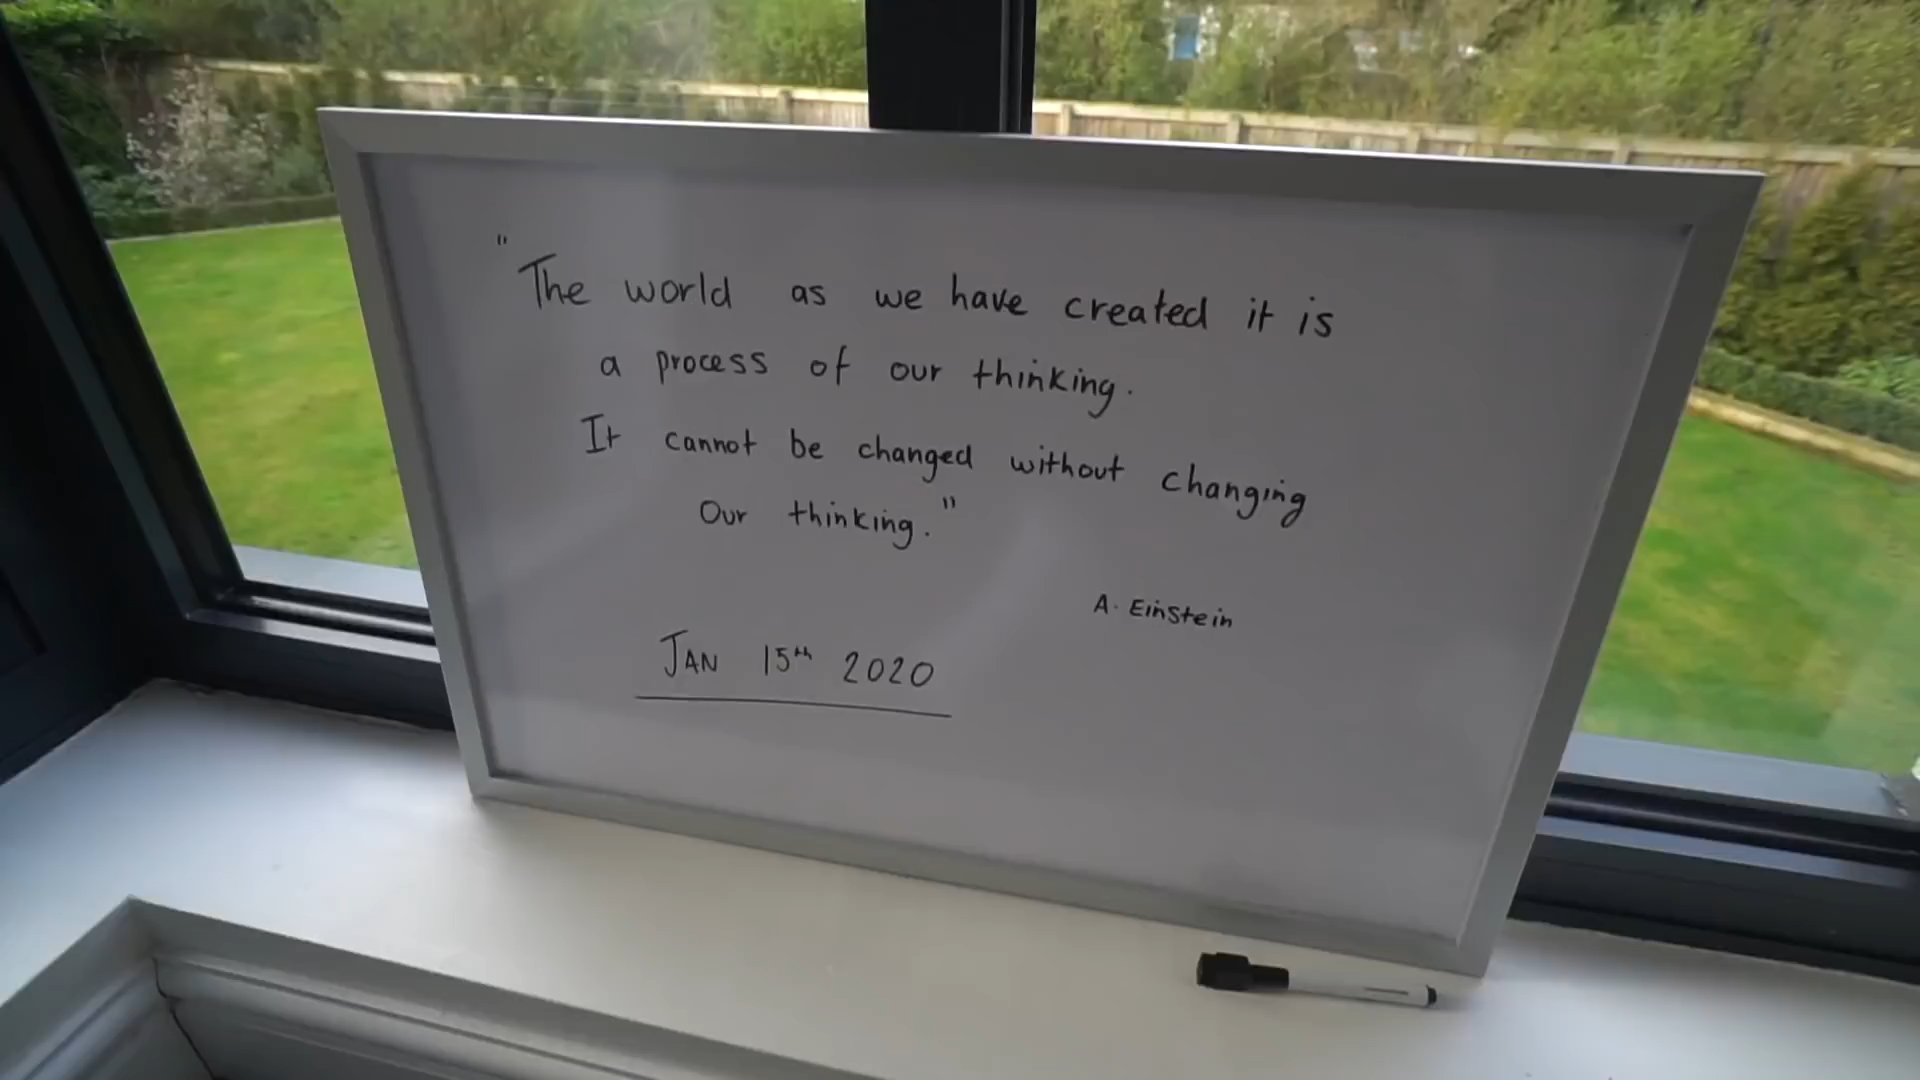 "The world as we have created it is
a process of our thinking.
It cannot be changed without changing
Our thinking."
A. Einstein
JAN 15th 2020